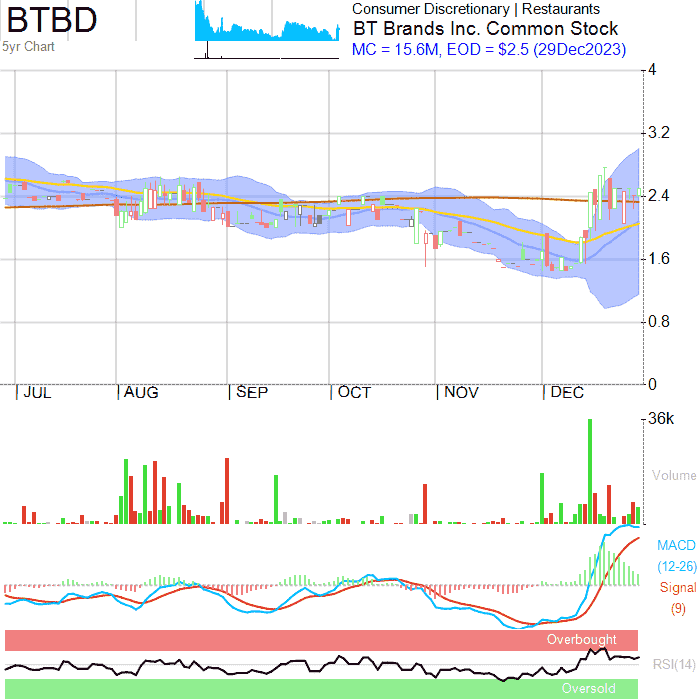 BTBD
5yr Chart
Consumer Discretionary | Restaurants
BT Brands Inc. Common Stock
MC = 15.6M, EOD = $2.5 (29Dec2023)
4
3.2
2.4
1.6
0.8
0
JUL AUG SEP OCT NOV DEC
36k
Volume
MACD
(12-26)
Signal
(9)
Overbought
RSI(14)
Oversold